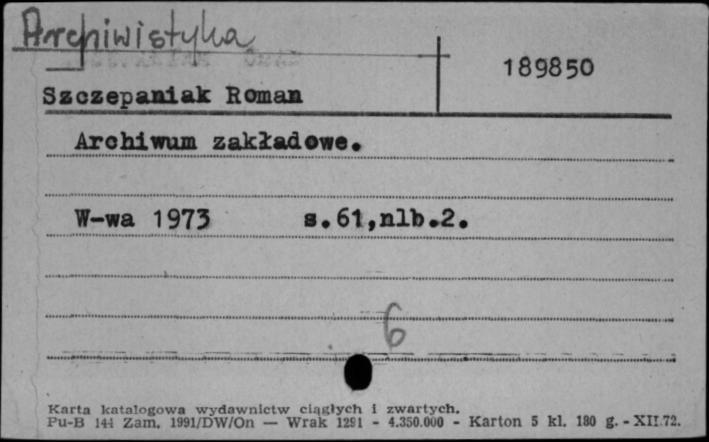 Archiwistyka
189850
Szczepaniak Roman
Archiwum zakładowe.
W-wa 1973 s.61,nlb.2.
6
Karta katalogowa wydawnictw ciągłych i zwartych.
Pu-B 144 Zam. 1991/DW/On — Wrak 1291 - 4.350.000 - Karton 5 kl. 180 g. - XII.72.